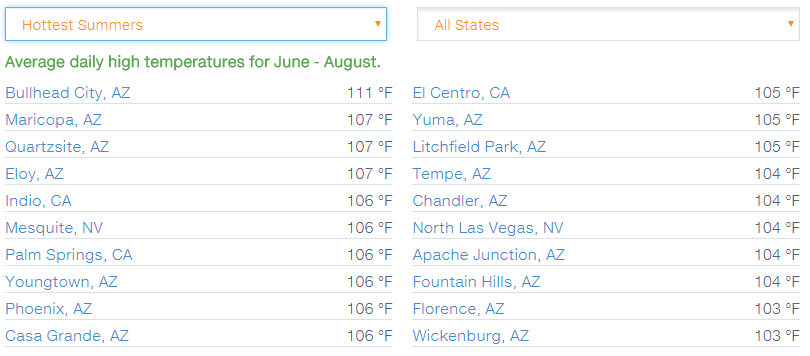 Hottest Summers
All States
Average daily high temperatures for June - August.
Bullhead City, AZ 111 °F
Maricopa, AZ 107 °F
Quartzsite, AZ 107 °F
Eloy, AZ 107 °F
Indio, CA 106 °F
Mesquite, NV 106 °F
Palm Springs, CA 106 °F
Youngtown, AZ 106 °F
Phoenix, AZ 106 °F
Casa Grande, AZ 106 °F
El Centro, CA 105 °F
Yuma, AZ 105 °F
Litchfield Park, AZ 105 °F
Tempe, AZ 104 °F
Chandler, AZ 104 °F
North Las Vegas, NV 104 °F
Apache Junction, AZ 104 °F
Fountain Hills, AZ 104 °F
Florence, AZ 103 °F
Wickenburg, AZ 103 °F